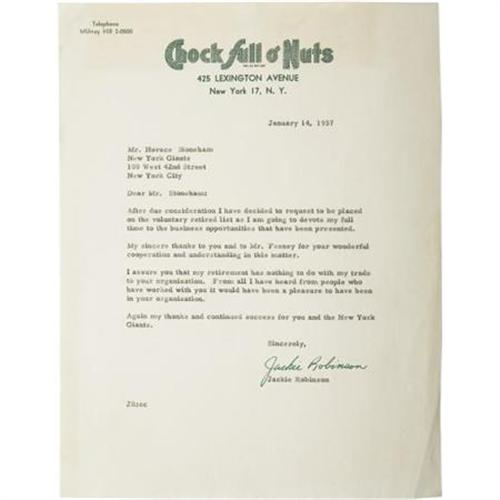 Telephone
MUrray Hill 2-0600
Chock full o' Nuts
425 LEXINGTON AVENUE
New York 17, N. Y.
January 14, 1957
Mr. Horace Stoneham
New York Giants
100 West 42nd Street
New York City
Dear Mr. Stoneham:
After due consideration I have decided to request to be placed
on the voluntary retired list as I am going to devote my full
time to the business opportunities that have been presented.
My sincere thanks to you and to Mr. Feeney for your wonderful
cooperation and understanding in this matter.
I assure you that my retirement has nothing to do with my trade
to your organization. From all I have heard from people who
have worked with you it would have been a pleasure to have been
in your organization.
Again my thanks and continued success for you and the New York
Giants.
Sincerely,
Jackie Robinson
Jackie Robinson